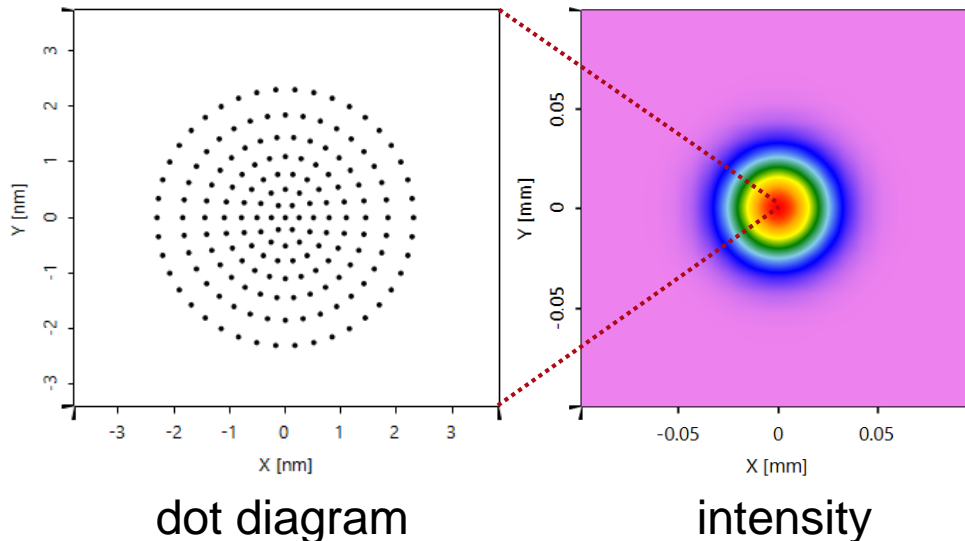 3
2
1
0
-1
-2
-3
Y [nm]
-3 -2 -1 0 1 2 3
X [nm]
dot diagram
0.05
0
-0.05
Y [mm]
-0.05 0 0.05
X [mm]
intensity